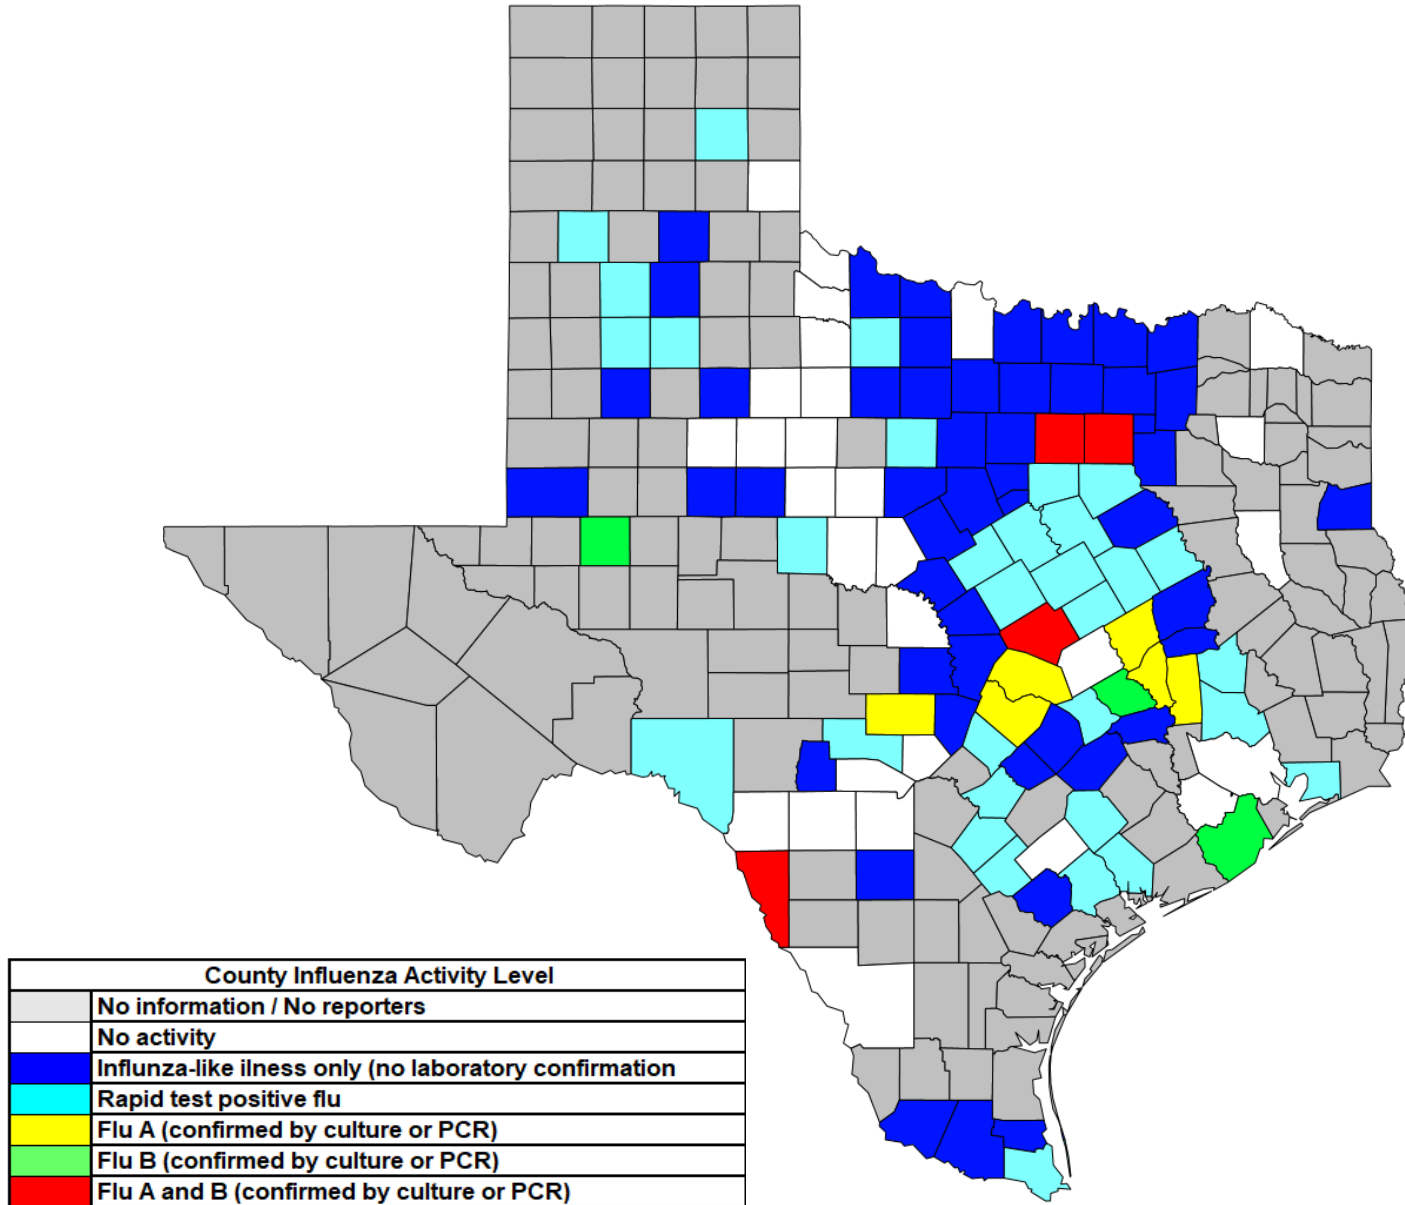 County Influenza Activity Level
No information / No reporters
No activity
Influnza-like ilness only (no laboratory confirmation
Rapid test positive flu
Flu A (confirmed by culture or PCR)
Flu B (confirmed by culture or PCR)
Flu A and B (confirmed by culture or PCR)